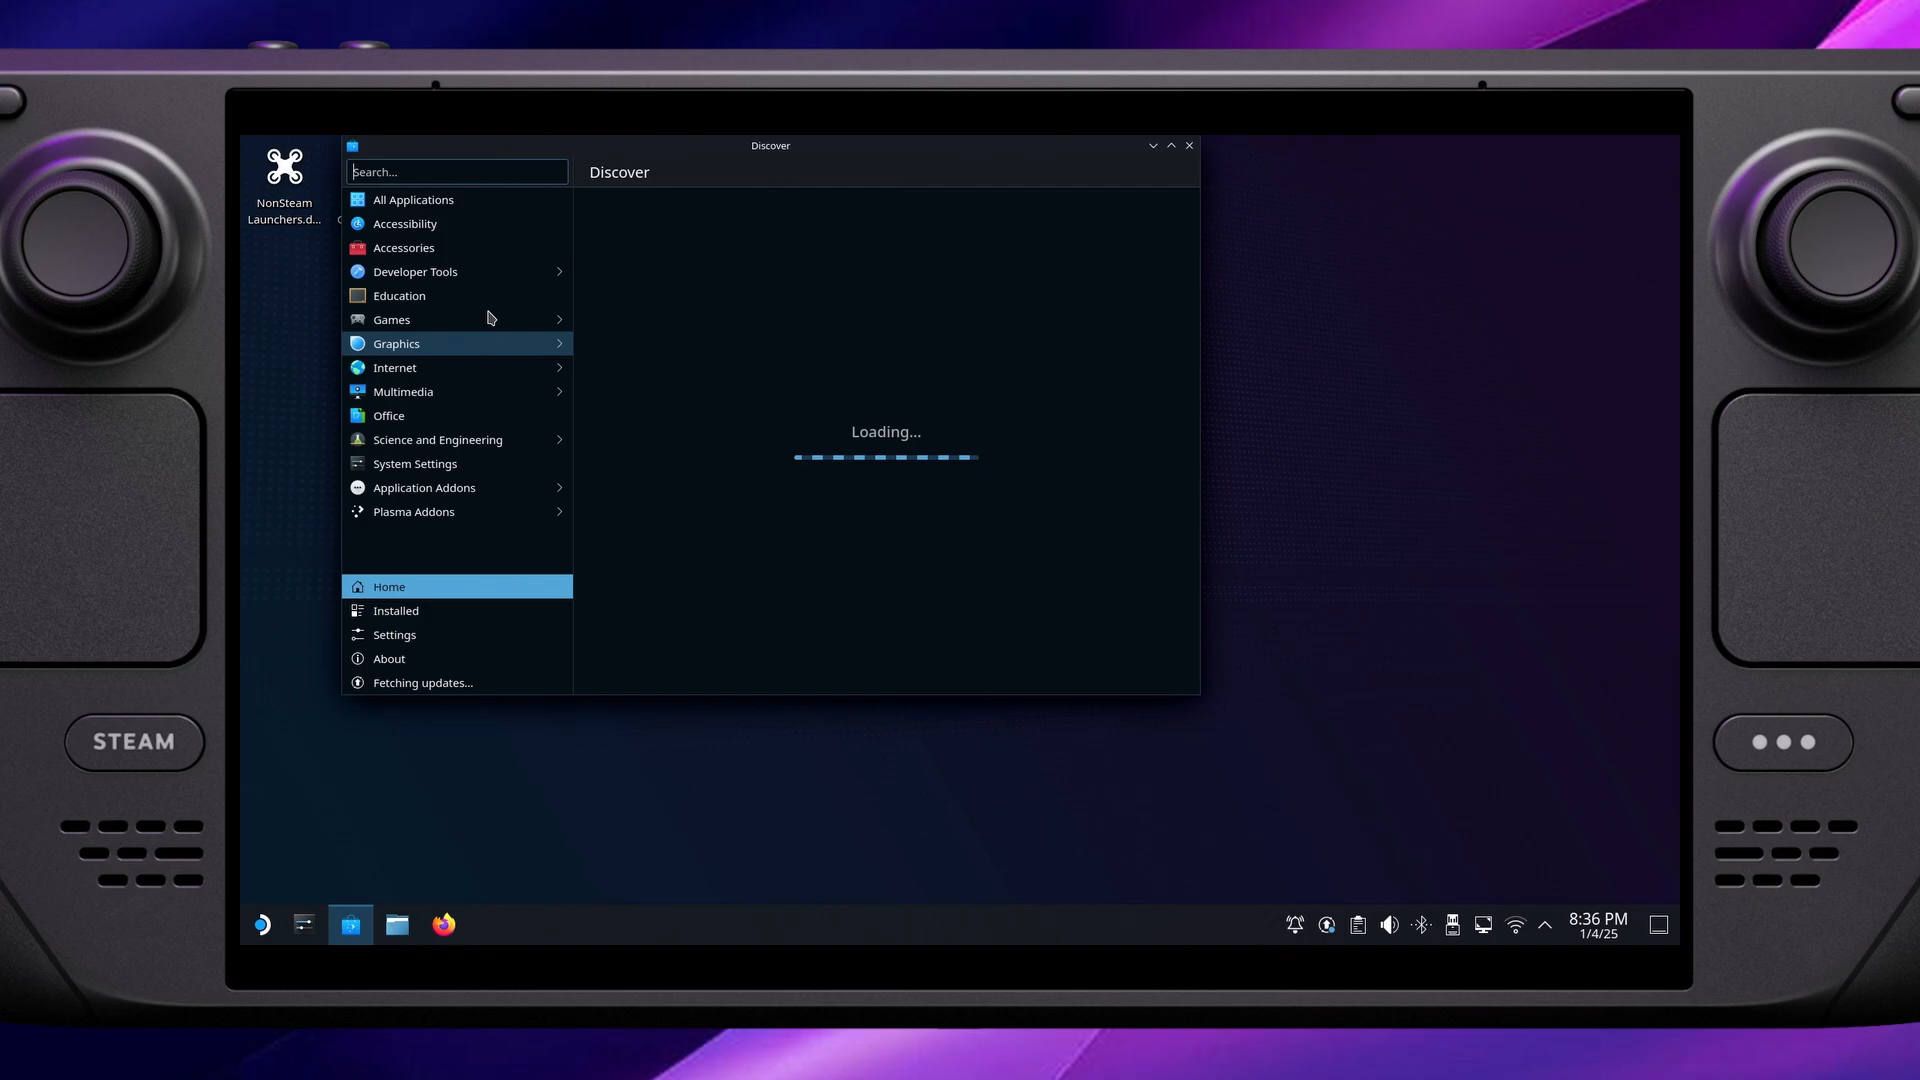 NonSteam
Launchers.d...
Discover
Search...
Discover
All Applications
Accessibility
Accessories
Developer Tools
Education
Games
Graphics
Internet
Multimedia
Office
Science and Engineering
System Settings
Application Addons
Plasma Addons
Loading...
Home
Installed
Settings
About
Fetching updates...
STEAM
8:36 PM
1/4/25